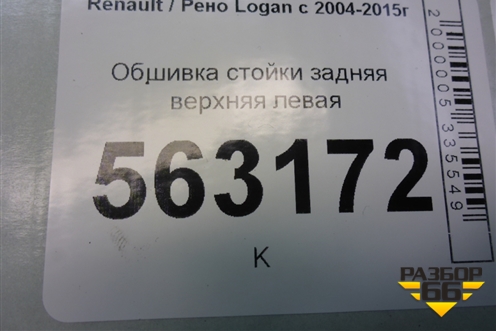 Renault / Рено Logan с 2004-2015г
Обшивка стойки задняя
верхняя левая
563172
К
2000005335549
РАЗБОР
66